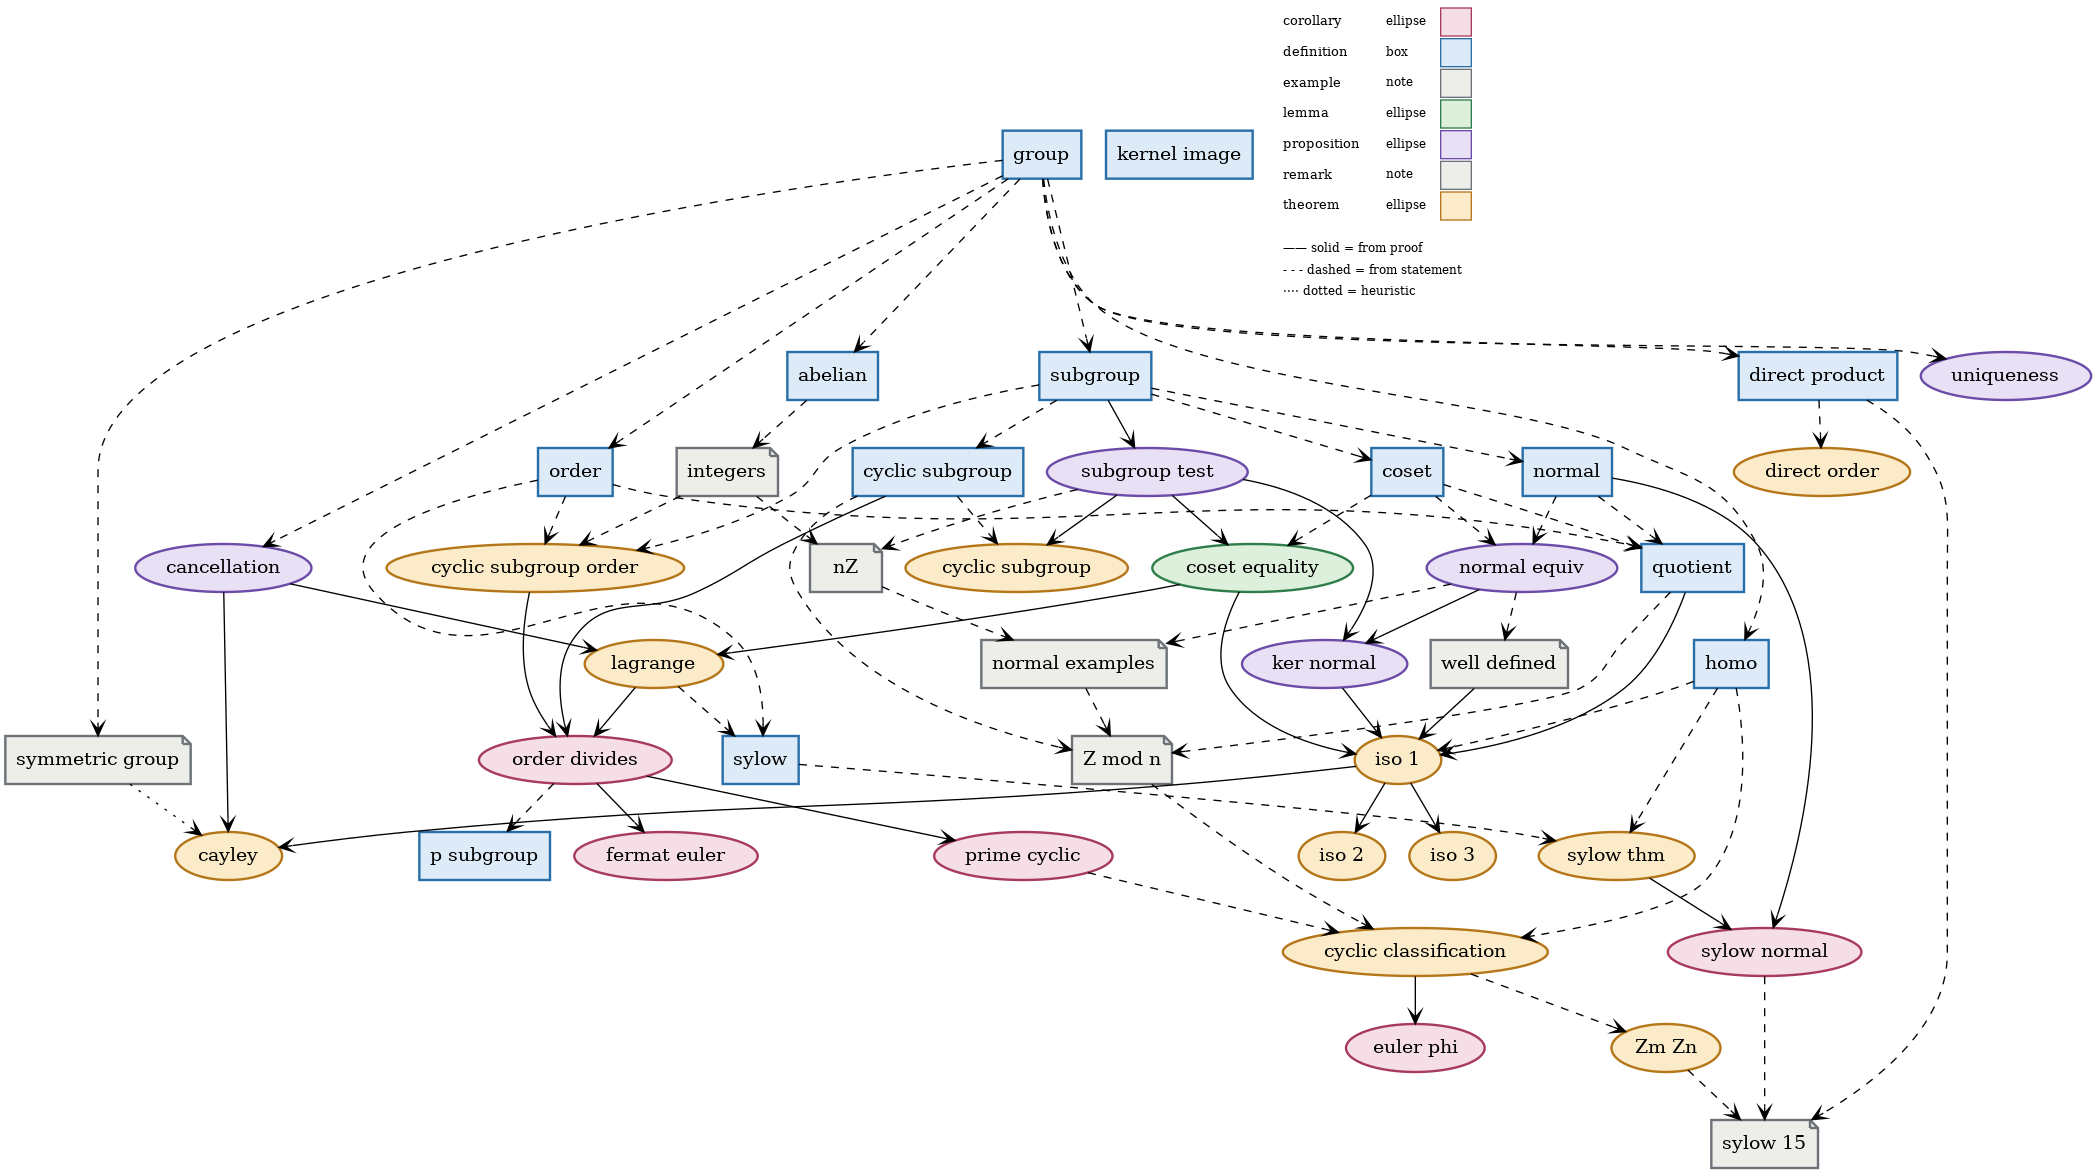 corollary ellipse
definition box
example note
lemma ellipse
proposition ellipse
remark note
theorem ellipse
—— solid = from proof
- - - dashed = from statement
···· dotted = heuristic
group
kernel image
abelian
subgroup
direct product
uniqueness
order
integers
cyclic subgroup
subgroup test
coset
normal
direct order
cancellation
cyclic subgroup order
nZ
cyclic subgroup
coset equality
normal equiv
quotient
lagrange
normal examples
ker normal
well defined
homo
symmetric group
order divides
sylow
Z mod n
iso 1
cayley
p subgroup
fermat euler
prime cyclic
iso 2
iso 3
sylow thm
cyclic classification
sylow normal
euler phi
Zm Zn
sylow 15